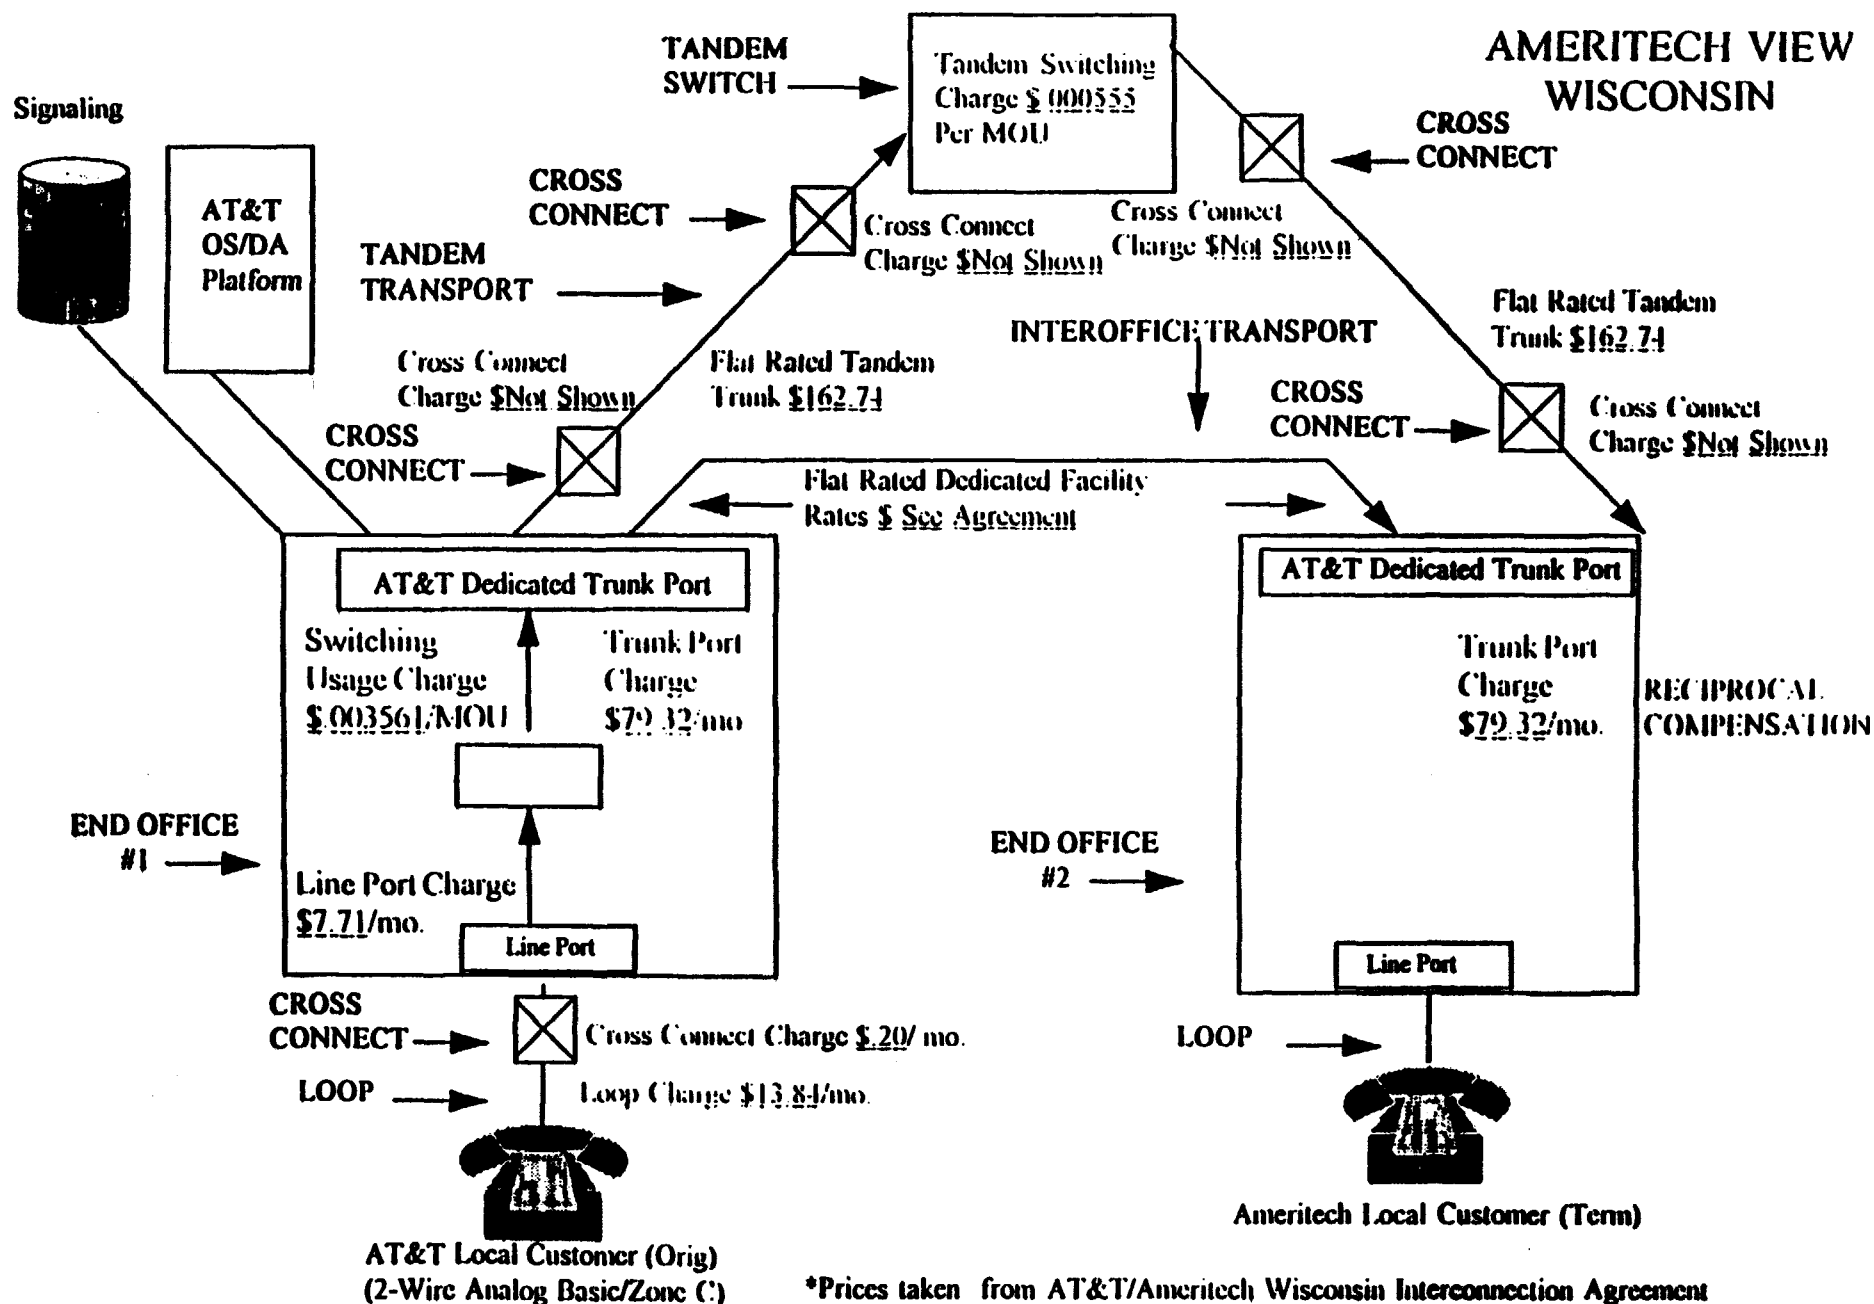 AMERITECH VIEW
WISCONSIN
TANDEM
SWITCH
Tandem Switching
Charge $.000555
Per MOU
Signaling
AT&T
OS/DA
Platform
CROSS
CONNECT
CROSS
CONNECT
Cross Connect
Charge $Not Shown
Cross Connect
Charge $Not Shown
TANDEM
TRANSPORT
Flat Rated Tandem
Trunk $162.74
INTEROFFICE TRANSPORT
Cross Connect
Charge $Not Shown
Flat Rated Tandem
Trunk $162.74
CROSS
CONNECT
Cross Connect
Charge $Not Shown
CROSS
CONNECT
Flat Rated Dedicated Facility
Rates $ See Agreement
AT&T Dedicated Trunk Port
AT&T Dedicated Trunk Port
Switching
Usage Charge
$.003561/MOU
Trunk Port
Charge
$79.32/mo
Trunk Port
Charge
$79.32/mo.
RECIPROCAL
COMPENSATION
END OFFICE
#1
END OFFICE
#2
Line Port Charge
$7.71/mo.
Line Port
Line Port
CROSS
CONNECT
Cross Connect Charge $.20/ mo.
LOOP
LOOP
Loop Charge $13.84/mo.
Ameritech Local Customer (Term)
AT&T Local Customer (Orig)
(2-Wire Analog Basic/Zone C)
*Prices taken from AT&T/Ameritech Wisconsin Interconnection Agreement